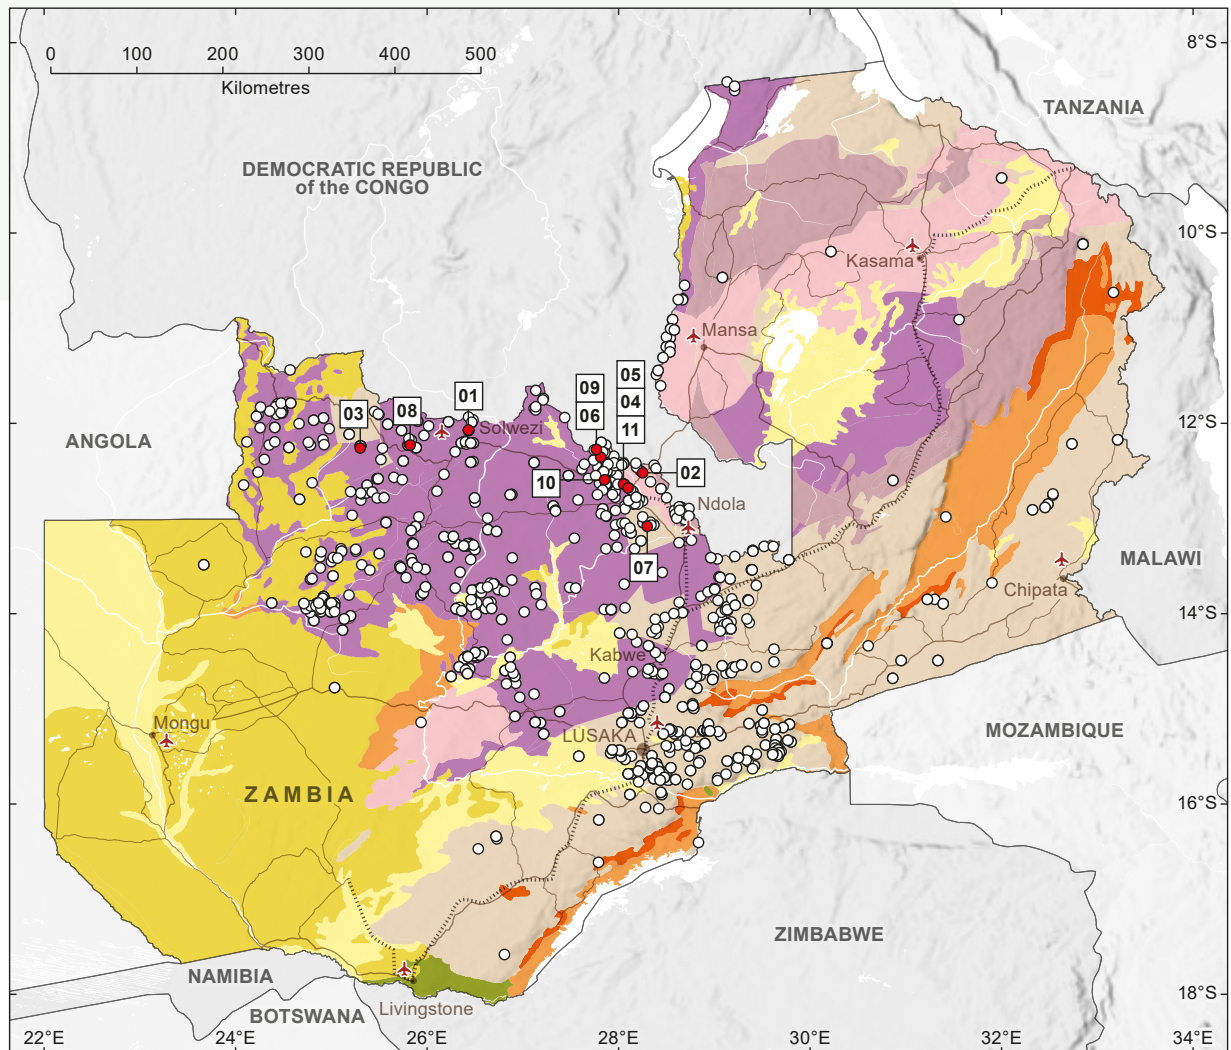 0 100 200 300 400 500
Kilometres
8°S
TANZANIA
DEMOCRATIC REPUBLIC
of the CONGO
10°S
Kasama
Mansa
05
09
04
01
06
03
08
11
12°S
Solwezi
ANGOLA
02
10
Ndola
MALAWI
07
Chipata
14°S
Kabwe
Mongu
LUSAKA
MOZAMBIQUE
ZAMBIA
16°S
ZIMBABWE
NAMIBIA
18°S
Livingstone
BOTSWANA
22°E 24°E 26°E 28°E 30°E 32°E 34°E